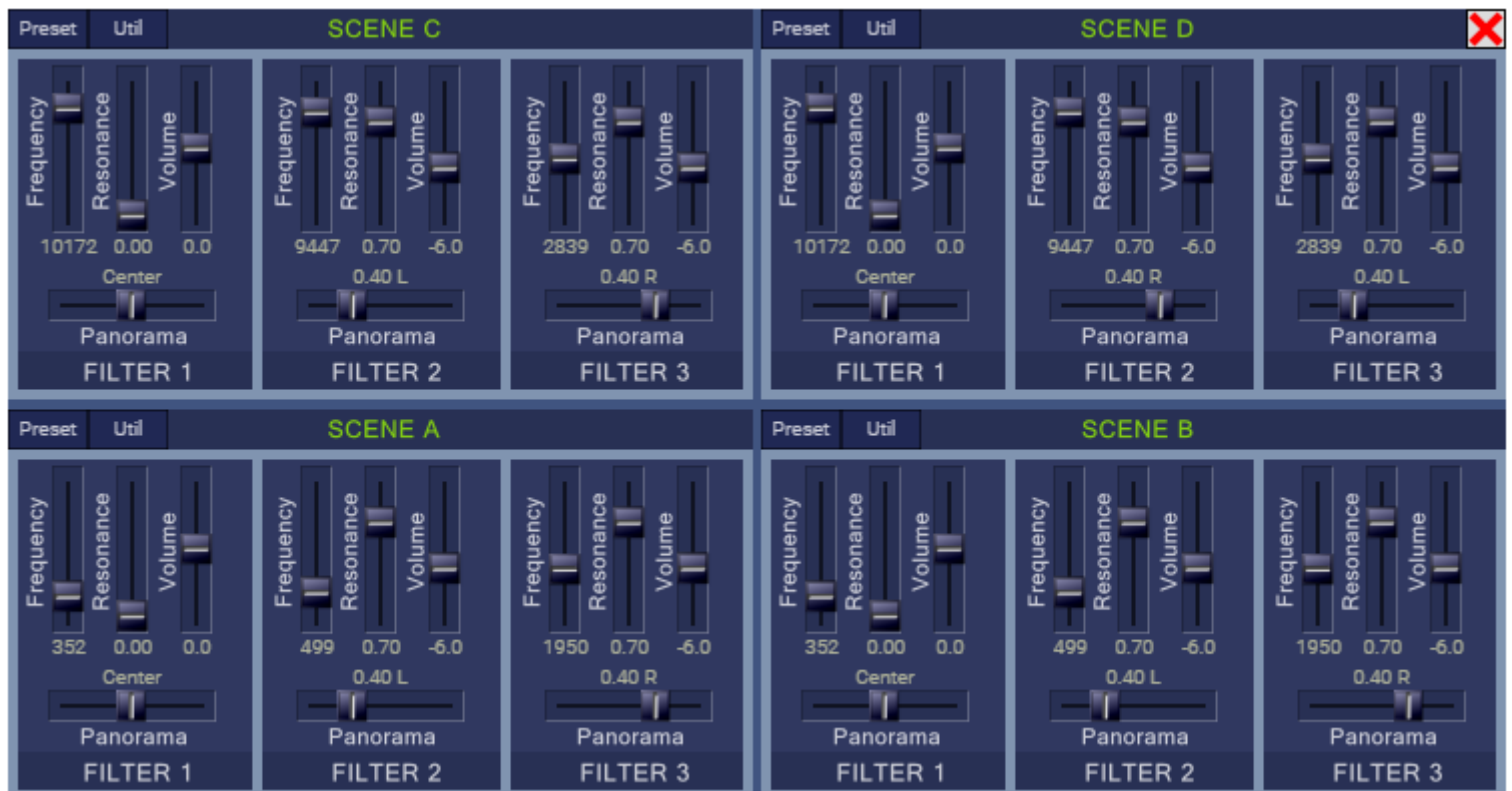 Preset Util SCENE C
Frequency Resonance Volume
10172 0.00 0.0
Center
Panorama
FILTER 1
Frequency Resonance Volume
9447 0.70 -6.0
0.40 L
Panorama
FILTER 2
Frequency Resonance Volume
2839 0.70 -6.0
0.40 R
Panorama
FILTER 3
Preset Util SCENE D
Frequency Resonance Volume
10172 0.00 0.0
Center
Panorama
FILTER 1
Frequency Resonance Volume
9447 0.70 -6.0
0.40 R
Panorama
FILTER 2
Frequency Resonance Volume
2839 0.70 -6.0
0.40 L
Panorama
FILTER 3
Preset Util SCENE A
Frequency Resonance Volume
352 0.00 0.0
Center
Panorama
FILTER 1
Frequency Resonance Volume
499 0.70 -6.0
0.40 L
Panorama
FILTER 2
Frequency Resonance Volume
1950 0.70 -6.0
0.40 R
Panorama
FILTER 3
Preset Util SCENE B
Frequency Resonance Volume
352 0.00 0.0
Center
Panorama
FILTER 1
Frequency Resonance Volume
499 0.70 -6.0
0.40 L
Panorama
FILTER 2
Frequency Resonance Volume
1950 0.70 -6.0
0.40 R
Panorama
FILTER 3